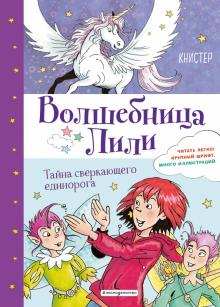 КНИСТЕР
Волшебница
Лили
Тайна сверкающего
единорога
ЧИТАТЬ ЛЕГКО!
КРУПНЫЙ ШРИФТ,
МНОГО ИЛЛЮСТРАЦИЙ